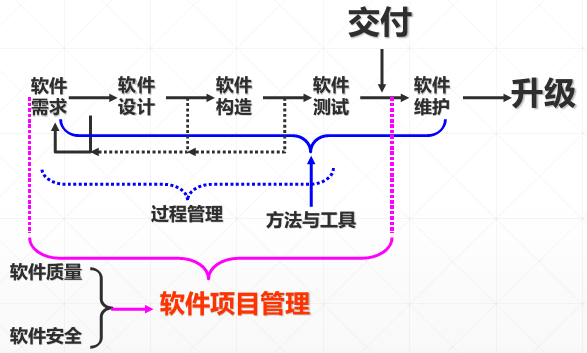 交付
软件需求
软件设计
软件构造
软件测试
软件维护
升级
过程管理
方法与工具
软件质量
软件项目管理
软件安全